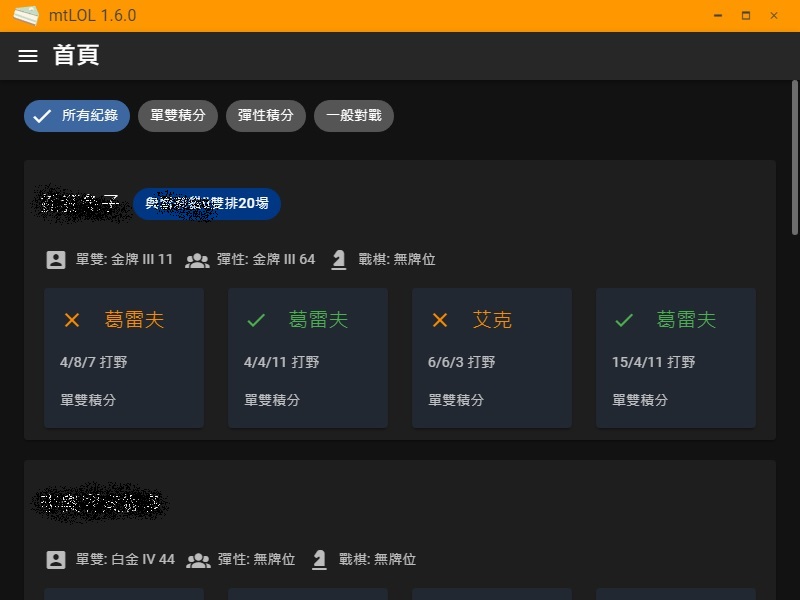 mtLOL 1.6.0
首頁
所有紀錄 單雙積分 彈性積分 一般對戰
子 與 雙排20場
單雙: 金牌 III 11 彈性: 金牌 III 64 戰棋: 無牌位
葛雷夫 葛雷夫 艾克 葛雷夫
4/8/7 打野 4/4/11 打野 6/6/3 打野 15/4/11 打野
單雙積分 單雙積分 單雙積分 單雙積分
單雙: 白金 IV 44 彈性: 無牌位 戰棋: 無牌位